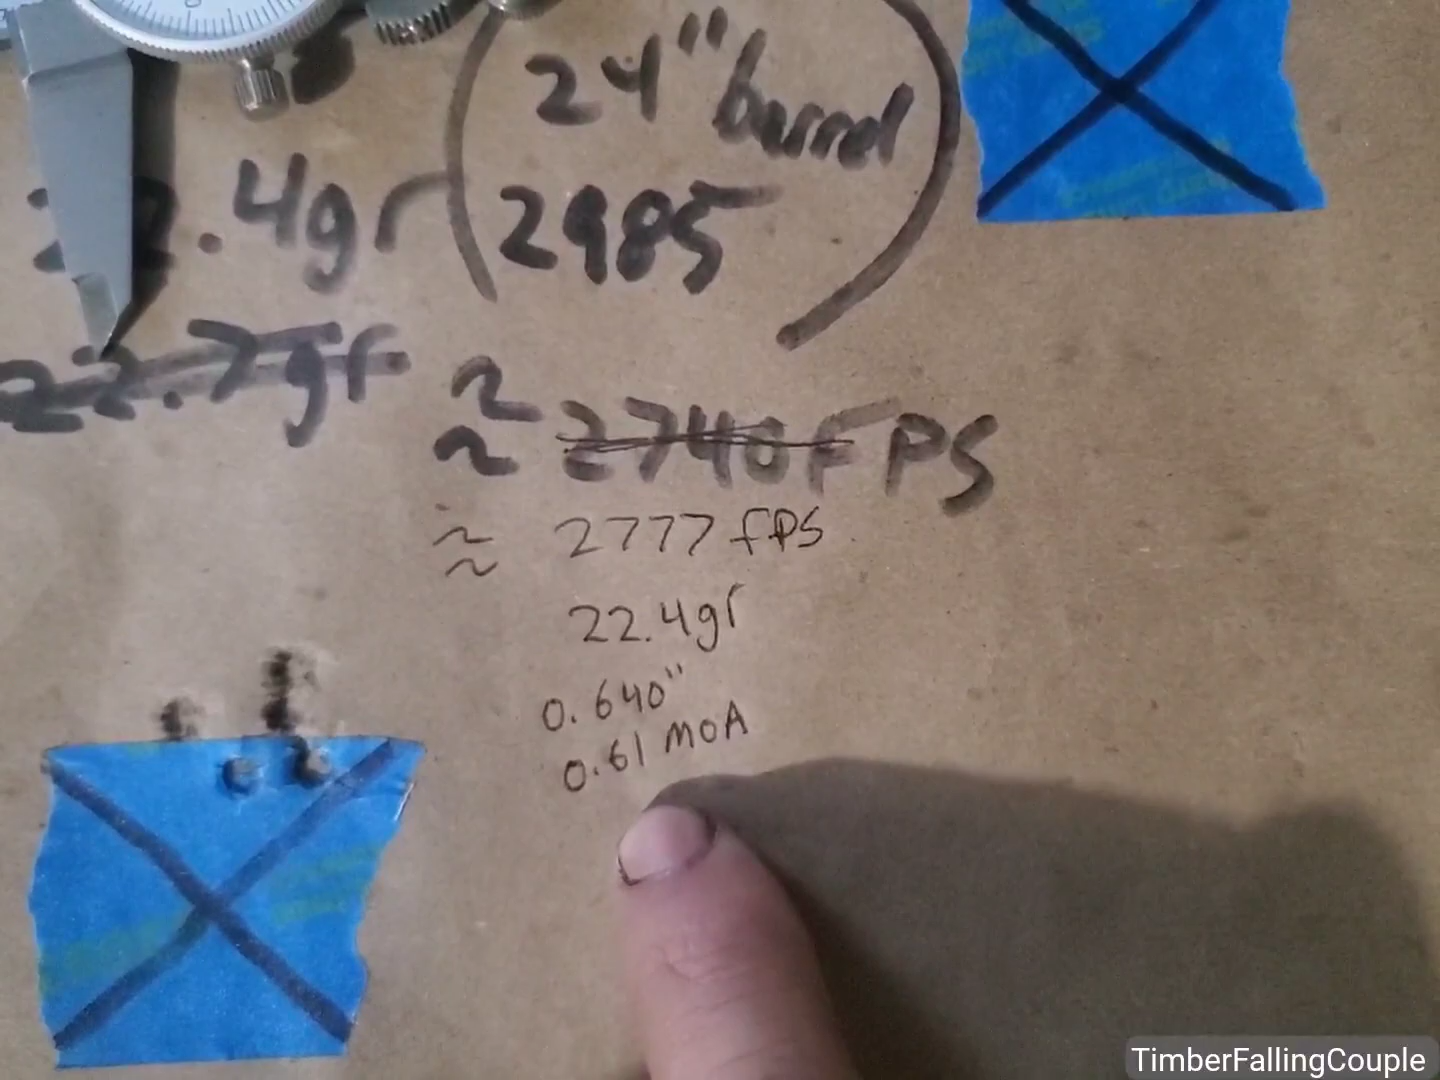 24" barrel
.4gr
2985
22.7gr.
≈ 2740 FPS
≈ 2777 fps
22.4gr
0.640"
0.61 MOA
TimberFallingCouple